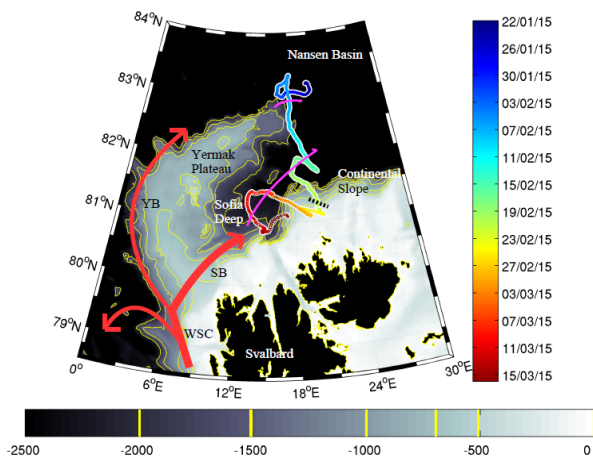 84°N
83°N
82°N
81°N
80°N
79°N
0°
6°E
12°E
18°E
24°E
30°E
Nansen Basin
Yermak
Plateau
Continental
Slope
Sofia
Deep
YB
SB
WSC
Svalbard
22/01/15
26/01/15
30/01/15
03/02/15
07/02/15
11/02/15
15/02/15
19/02/15
23/02/15
27/02/15
03/03/15
07/03/15
11/03/15
15/03/15
-2500
-2000
-1500
-1000
-500
0